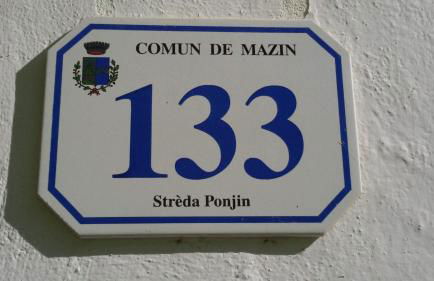 COMUN DE MAZIN
133
Strèda Ponjin